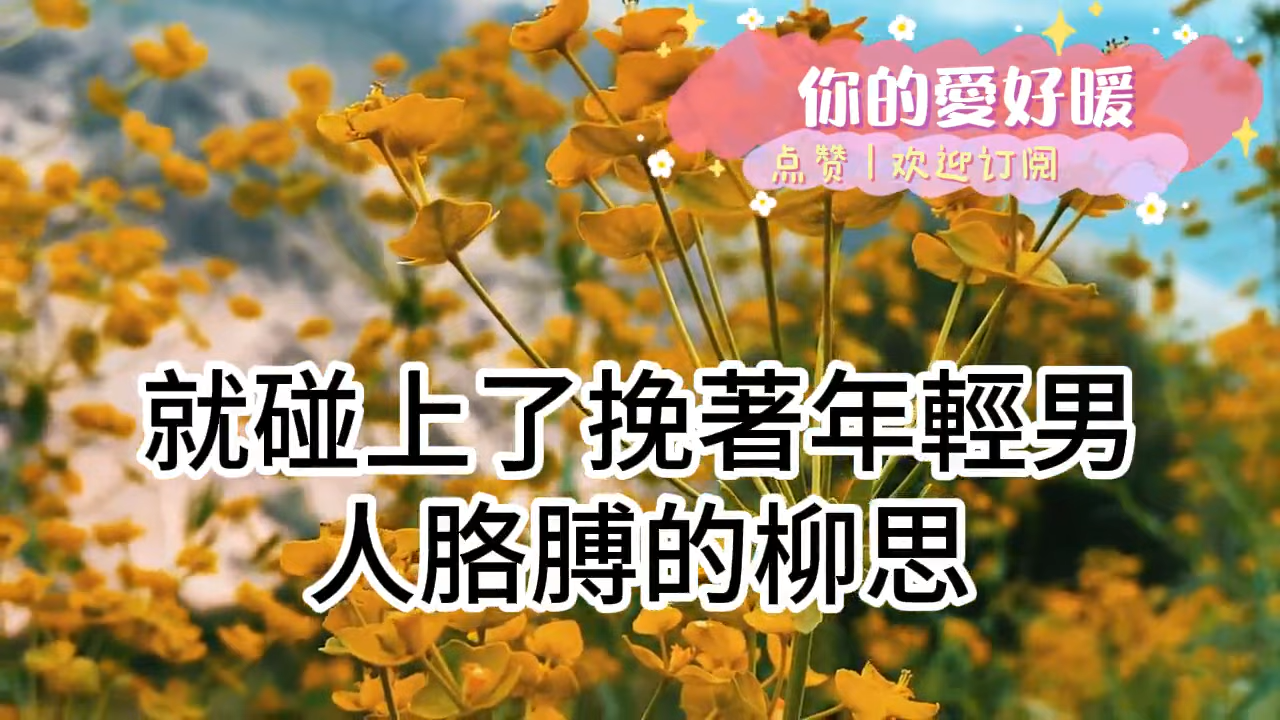 你的愛好暖
点赞 | 欢迎订阅
就碰上了挽著年輕男
人胳膊的柳思